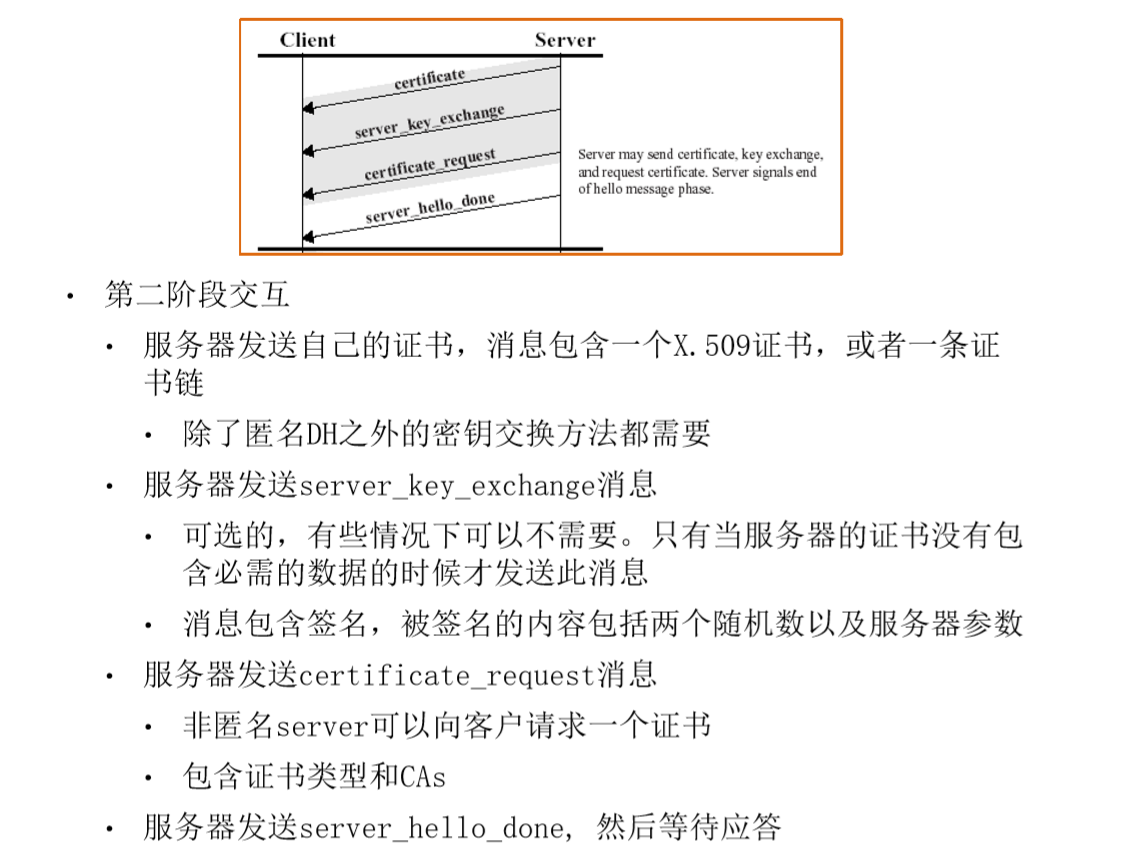 Client Server
certificate
server_key_exchange
certificate_request
server_hello_done
Server may send certificate, key exchange,
and request certificate. Server signals end
of hello message phase.
• 第二阶段交互
• 服务器发送自己的证书，消息包含一个X.509证书，或者一条证
书链
• 除了匿名DH之外的密钥交换方法都需要
• 服务器发送server_key_exchange消息
• 可选的，有些情况下可以不需要。只有当服务器的证书没有包
含必需的数据的时候才发送此消息
• 消息包含签名，被签名的内容包括两个随机数以及服务器参数
• 服务器发送certificate_request消息
• 非匿名server可以向客户请求一个证书
• 包含证书类型和CAs
• 服务器发送server_hello_done, 然后等待应答